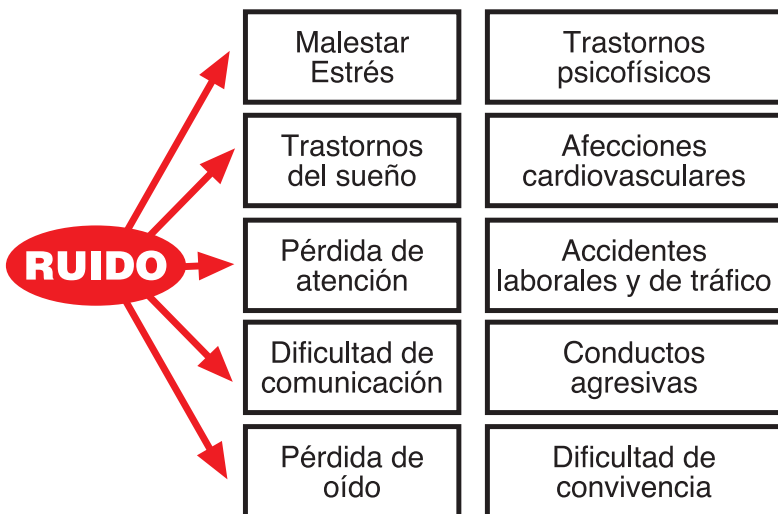 RUIDO
Malestar
Estrés
Trastornos
psicofísicos
Trastornos
del sueño
Afecciones
cardiovasculares
Pérdida de
atención
Accidentes
laborales y de tráfico
Dificultad de
comunicación
Conductos
agresivas
Pérdida de
oído
Dificultad de
convivencia